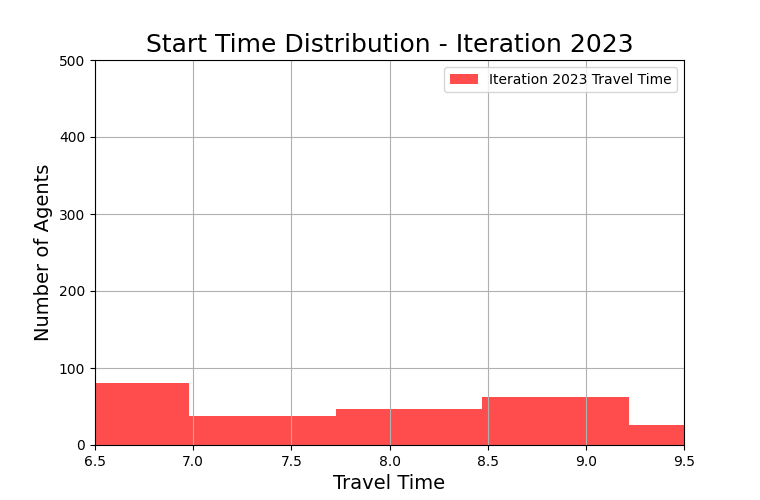 Start Time Distribution - Iteration 2023
Iteration 2023 Travel Time
Number of Agents
500
400
300
200
100
0
6.5 7.0 7.5 8.0 8.5 9.0 9.5
Travel Time